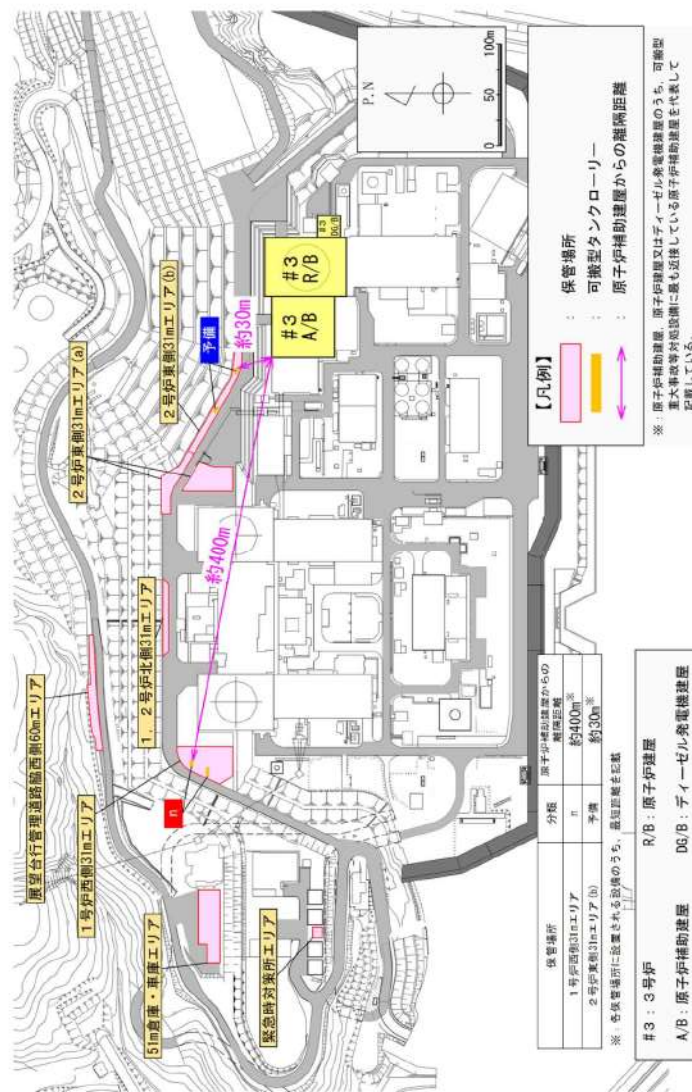 展望台行管理道路脇西側60mエリア
1号炉西側31mエリア
51m倉庫・車庫エリア
緊急時対策所エリア
n
1，2号炉北側31mエリア
2号炉東側31mエリア(a)
2号炉東側31mエリア(b)
予備
約30m
約400m
#3
A/B
#3
R/B
#3
DG/B
P.N
0 50 100m
【凡例】
： 保管場所
： 可搬型タンクローリー
： 原子炉補助建屋からの離隔距離
※：原子炉補助建屋、原子炉建屋又はディーゼル発電機建屋のうち、可搬型
重大事故等対処設備に最も近接している原子炉補助建屋を代表して
記載している。
保管場所 分類 原子炉補助建屋からの
離隔距離
1号炉西側31mエリア n 約400m※
2号炉東側31mエリア(b) 予備 約30m※
※：各保管場所に設置される設備のうち、最短距離を記載
#3：3号炉 R/B：原子炉建屋
A/B：原子炉補助建屋 DG/B：ディーゼル発電機建屋